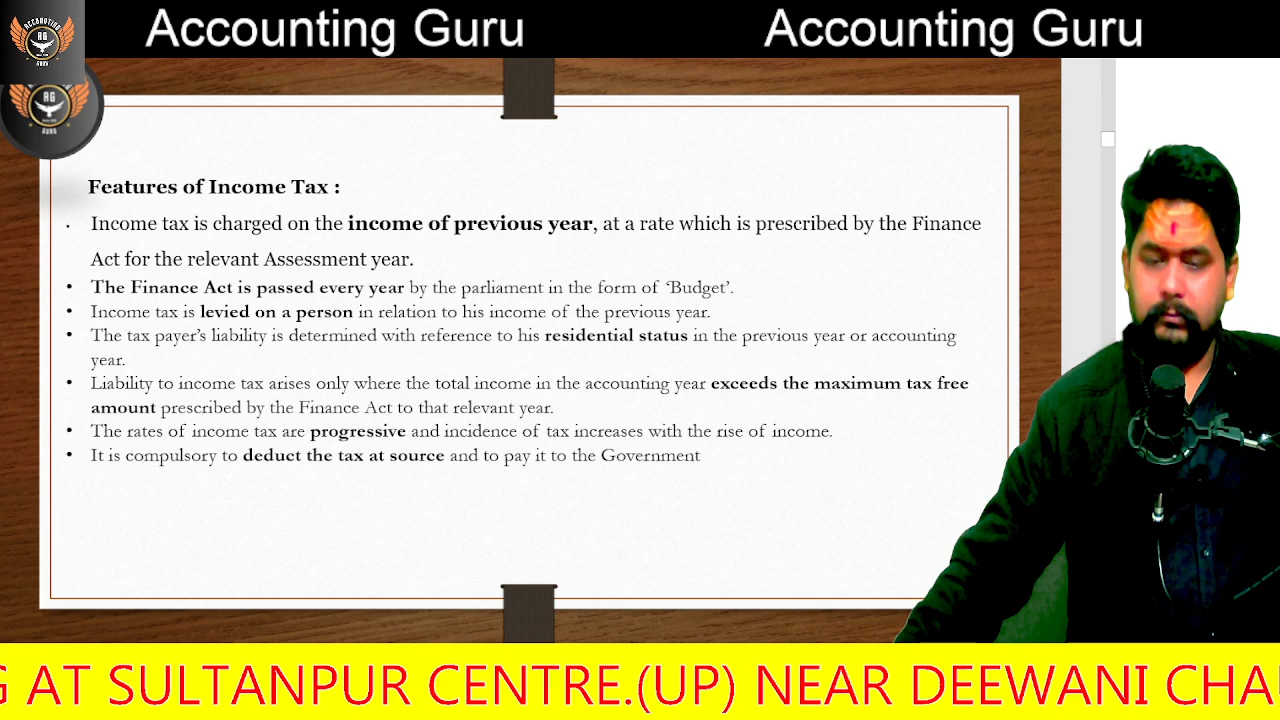 Accounting Guru
Accounting Guru
ACCOUNTING
AG
GURU
AG
GURU
Features of Income Tax :
• Income tax is charged on the income of previous year, at a rate which is prescribed by the Finance
Act for the relevant Assessment year.
• The Finance Act is passed every year by the parliament in the form of ‘Budget’.
• Income tax is levied on a person in relation to his income of the previous year.
• The tax payer’s liability is determined with reference to his residential status in the previous year or accounting
year.
• Liability to income tax arises only where the total income in the accounting year exceeds the maximum tax free
amount prescribed by the Finance Act to that relevant year.
• The rates of income tax are progressive and incidence of tax increases with the rise of income.
• It is compulsory to deduct the tax at source and to pay it to the Government
G AT SULTANPUR CENTRE.(UP) NEAR DEEWANI CHA